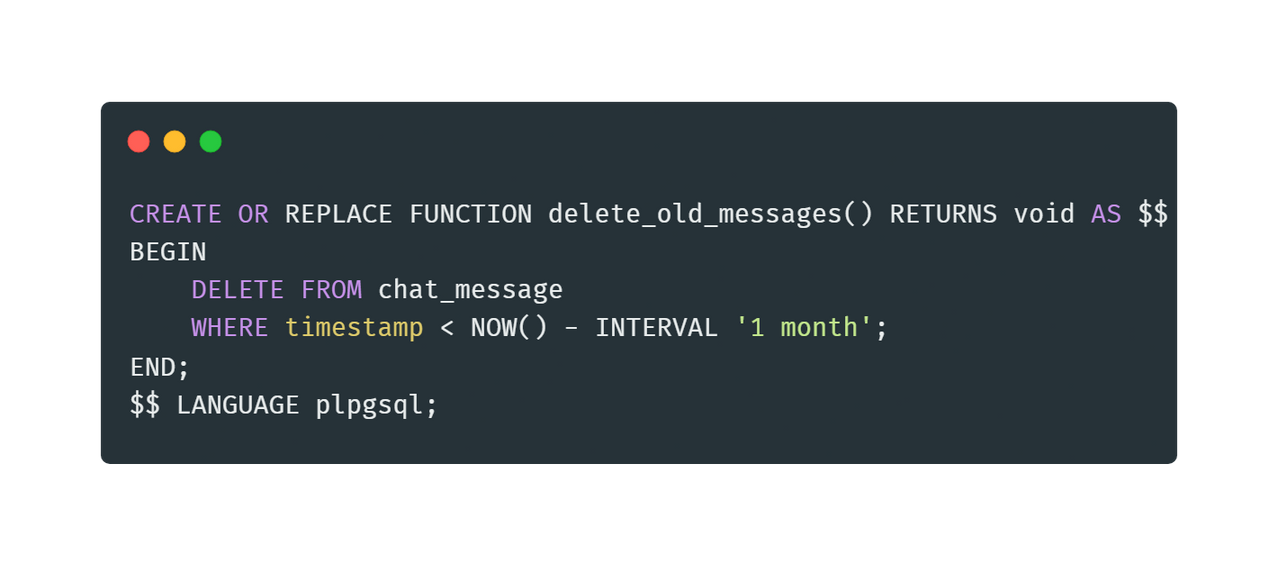 CREATE OR REPLACE FUNCTION delete_old_messages() RETURNS void AS $$
BEGIN
    DELETE FROM chat_message
    WHERE timestamp < NOW() - INTERVAL '1 month';
END;
$$ LANGUAGE plpgsql;